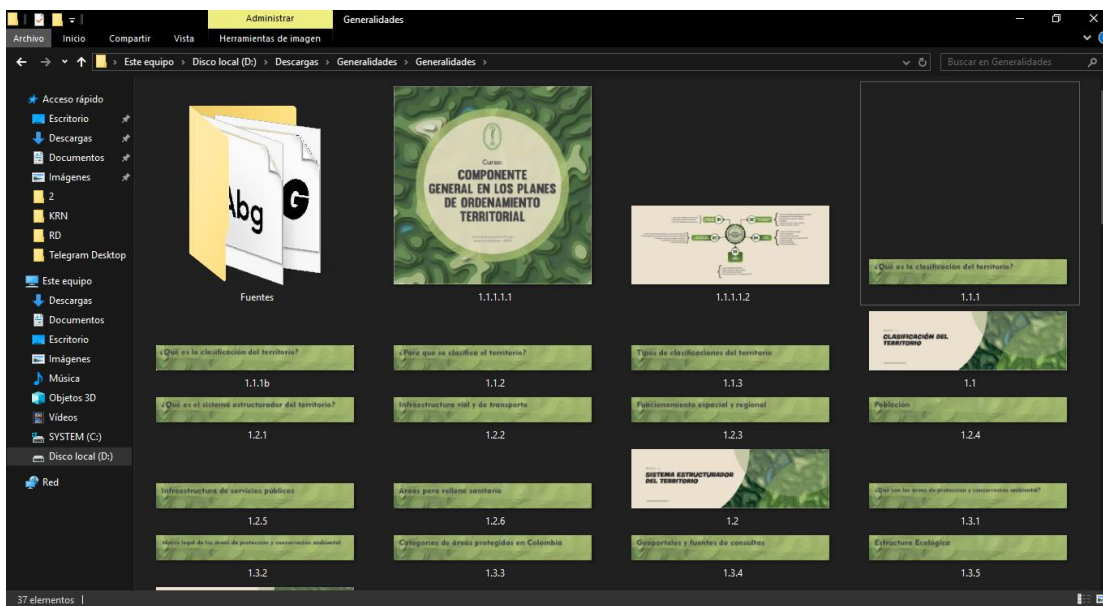 Administrar
Generalidades
Archivo
Inicio
Compartir
Vista
Herramientas de imagen
Este equipo > Disco local (D:) > Descargas > Generalidades > Generalidades >
Buscar en Generalidades
Acceso rápido
Escritorio
Descargas
Documentos
Imágenes
2
KRN
RD
Telegram Desktop
Este equipo
Descargas
Documentos
Escritorio
Imágenes
Música
Objetos 3D
Vídeos
SYSTEM (C:)
Disco local (D:)
Red
Abg
G
Fuentes
Curso:
COMPONENTE
GENERAL EN LOS PLANES
DE ORDENAMIENTO
TERRITORIAL
1.1.1.1.1
1.1.1.1.2
¿Qué es la clasificación del territorio?
1.1.1
¿Qué es la clasificación del territorio?
1.1.1b
¿Para qué se clasifica el territorio?
1.1.2
Tipos de clasificaciones del territorio
1.1.3
CLASIFICACIÓN DEL
TERRITORIO
1.1
¿Qué es el sistema estructurador del territorio?
1.2.1
Infraestructura vial y de transporte
1.2.2
Funcionamiento espacial y regional
1.2.3
Población
1.2.4
Infraestructura de servicios públicos
1.2.5
Áreas para relleno sanitario
1.2.6
SISTEMA ESTRUCTURADOR
DEL TERRITORIO
1.2
¿Qué son las áreas de protección y conservación ambiental?
1.3.1
Marco legal de las áreas de protección y conservación ambiental
1.3.2
Categorías de áreas protegidas en Colombia
1.3.3
Geoportales y fuentes de consultas
1.3.4
Estructura Ecológica
1.3.5
37 elementos